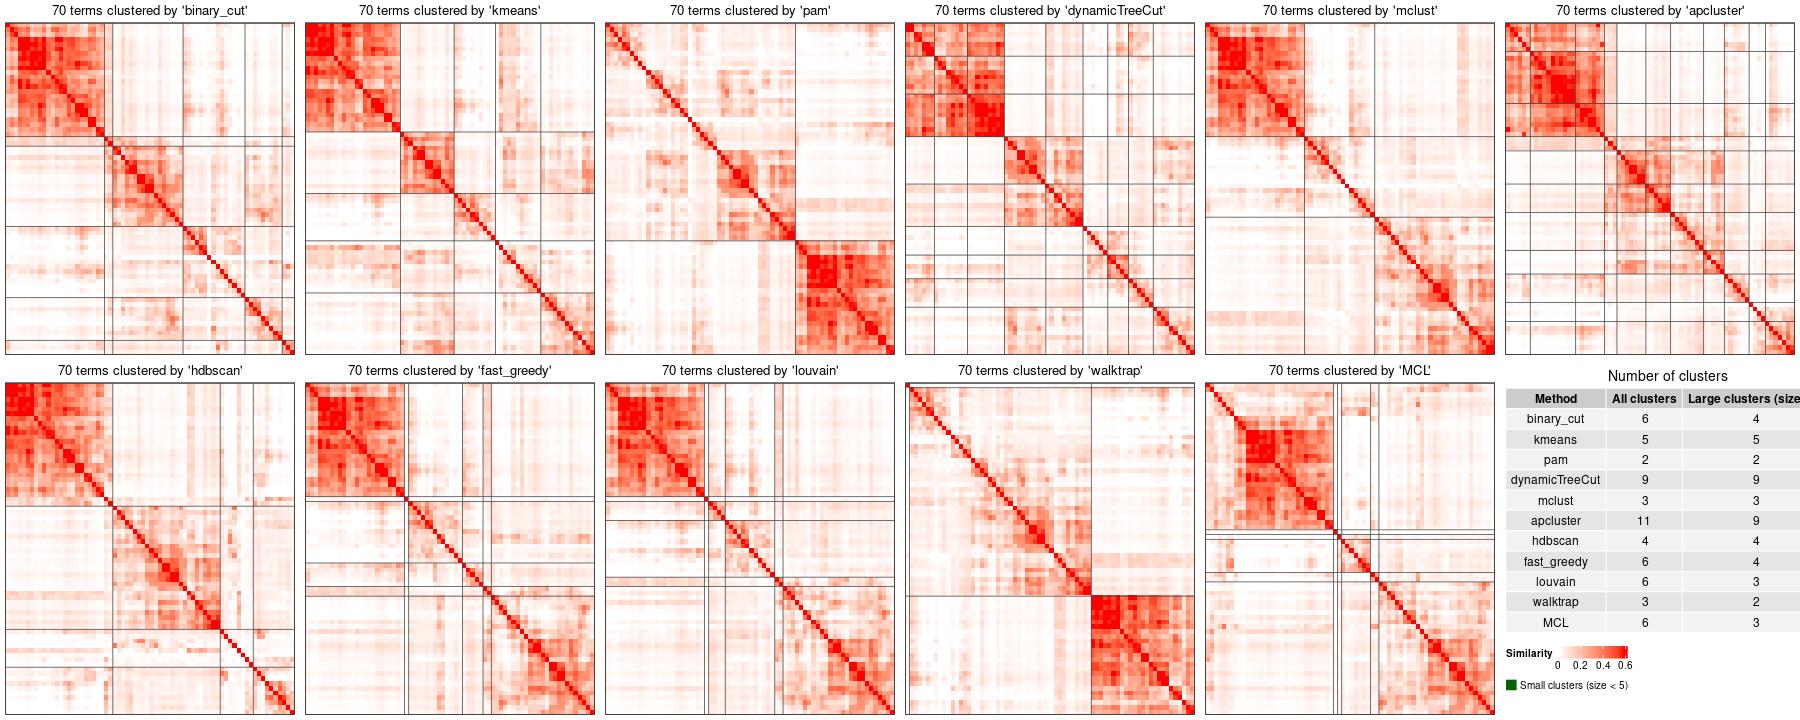 70 terms clustered by 'binary_cut'
70 terms clustered by 'kmeans'
70 terms clustered by 'pam'
70 terms clustered by 'dynamicTreeCut'
70 terms clustered by 'mclust'
70 terms clustered by 'apcluster'
70 terms clustered by 'hdbscan'
70 terms clustered by 'fast_greedy'
70 terms clustered by 'louvain'
70 terms clustered by 'walktrap'
70 terms clustered by 'MCL'
Number of clusters
Method All clusters Large clusters (size
binary_cut 6 4
kmeans 5 5
pam 2 2
dynamicTreeCut 9 9
mclust 3 3
apcluster 11 9
hdbscan 4 4
fast_greedy 6 4
louvain 6 3
walktrap 3 2
MCL 6 3
Similarity
0 0.2 0.4 0.6
Small clusters (size < 5)